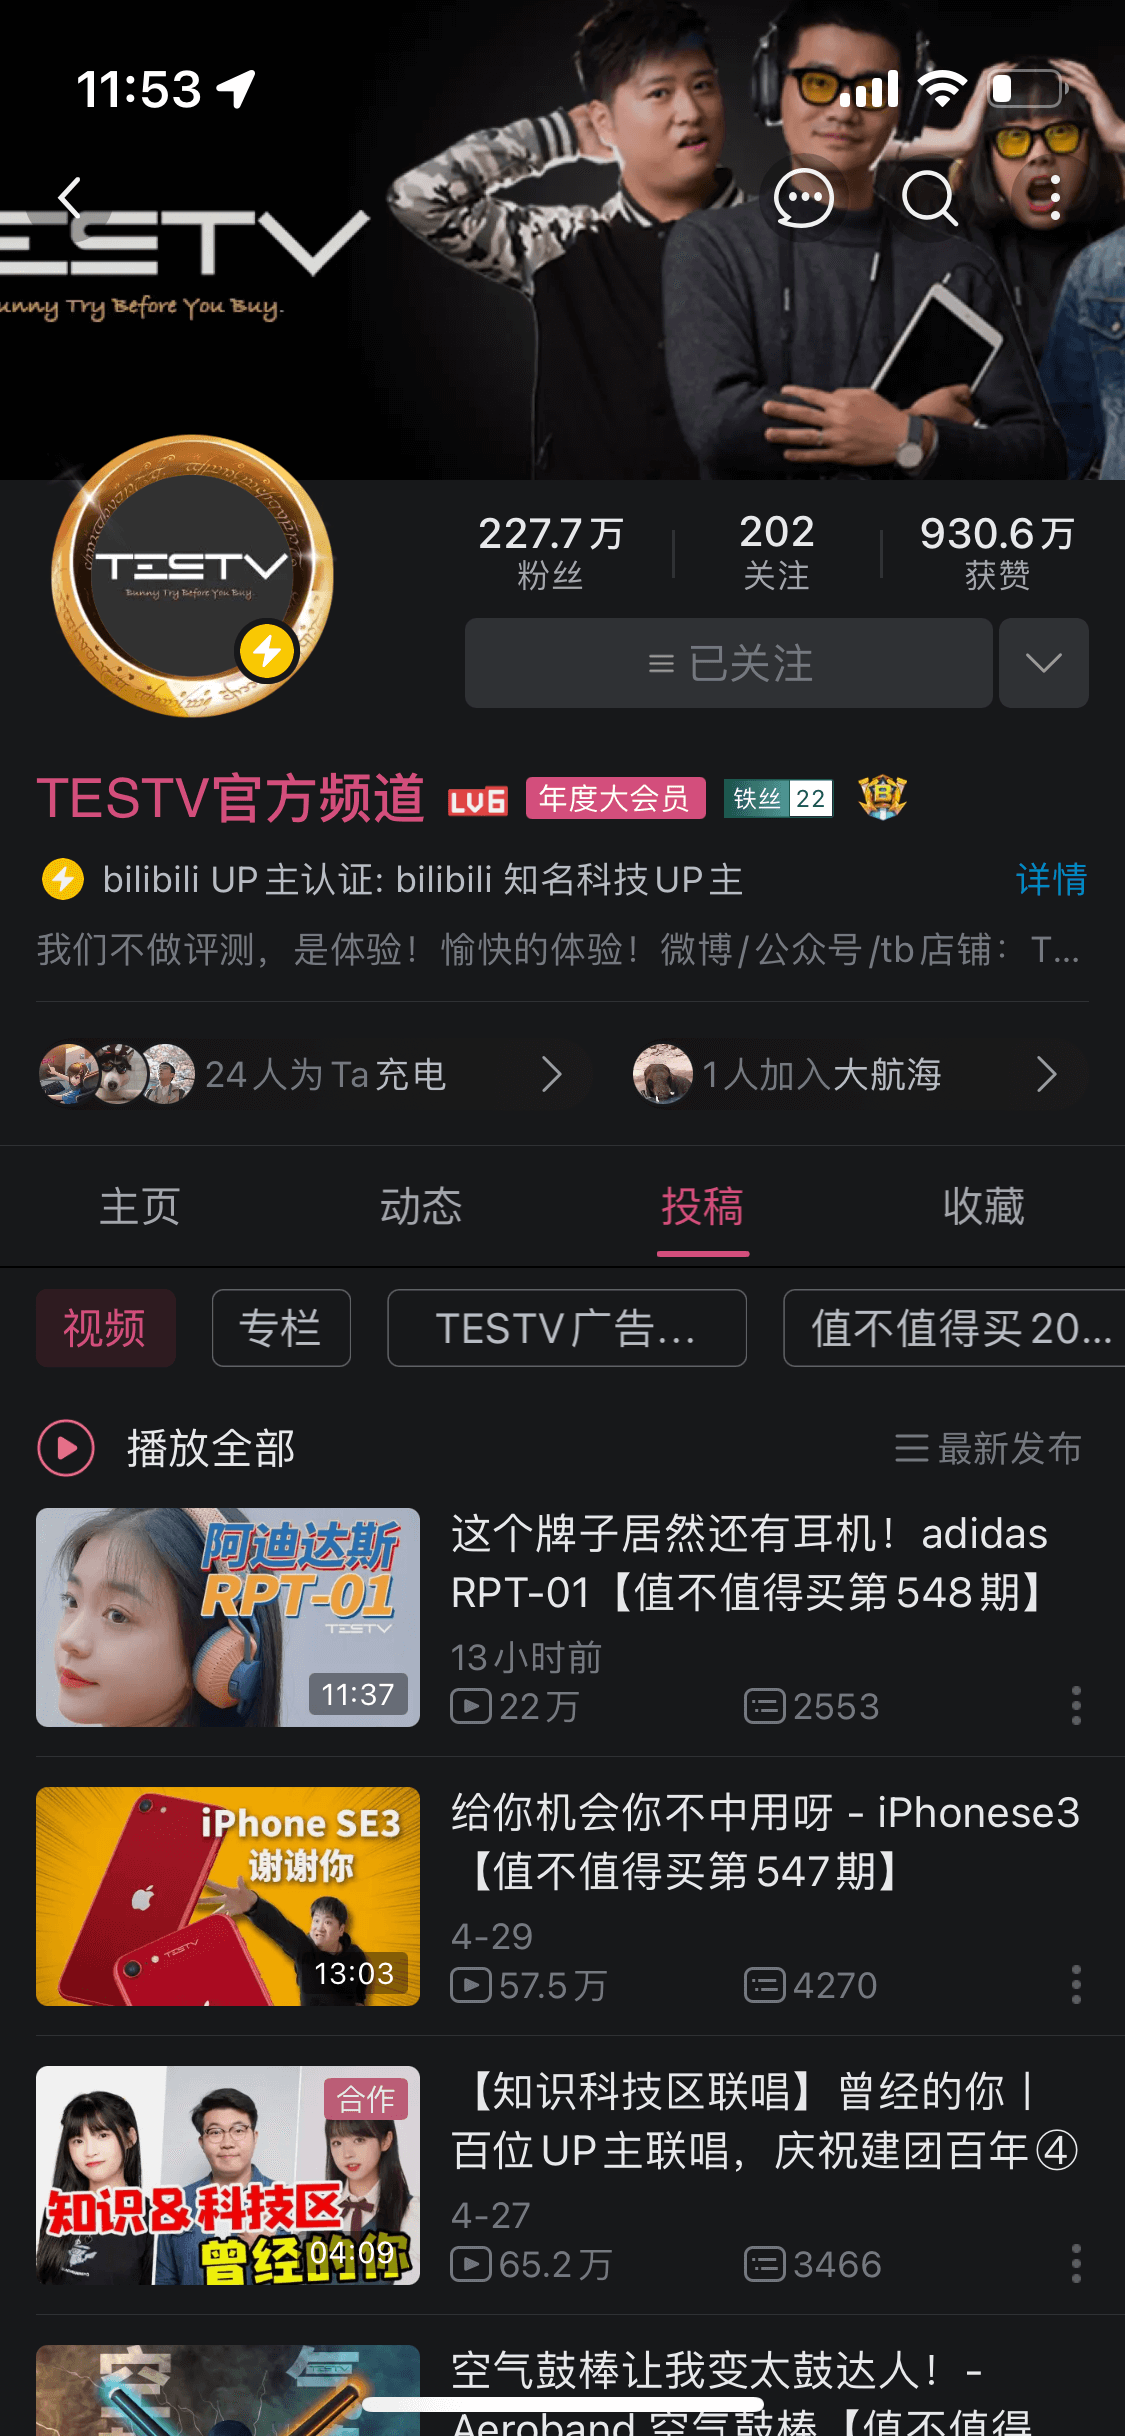 11:53
ESTV
unny Try Before You Buy.
TESTV
Bunny Try Before You Buy.
227.7万
粉丝
202
关注
930.6万
获赞
已关注
TESTV官方频道
LV6
年度大会员
铁丝 22
bilibili UP主认证: bilibili 知名科技UP主
详情
我们不做评测，是体验！愉快的体验！微博/公众号/tb店铺：T...
24人为Ta充电
1人加入大航海
主页
动态
投稿
收藏
视频
专栏
TESTV广告...
值不值得买20...
播放全部
最新发布
阿迪达斯
RPT-01
TESTV
11:37
这个牌子居然还有耳机！adidas
RPT-01【值不值得买第548期】
13小时前
22万
2553
iPhone SE3
谢谢你
TESTV
13:03
给你机会你不中用呀 - iPhonese3
【值不值得买第547期】
4-29
57.5万
4270
合作
知识&科技区
曾经的你
04:09
【知识科技区联唱】曾经的你丨
百位UP主联唱，庆祝建团百年④
4-27
65.2万
3466
空气
TESTV
空气鼓棒让我变太鼓达人！-
Aeroband 空气鼓棒【值不值得